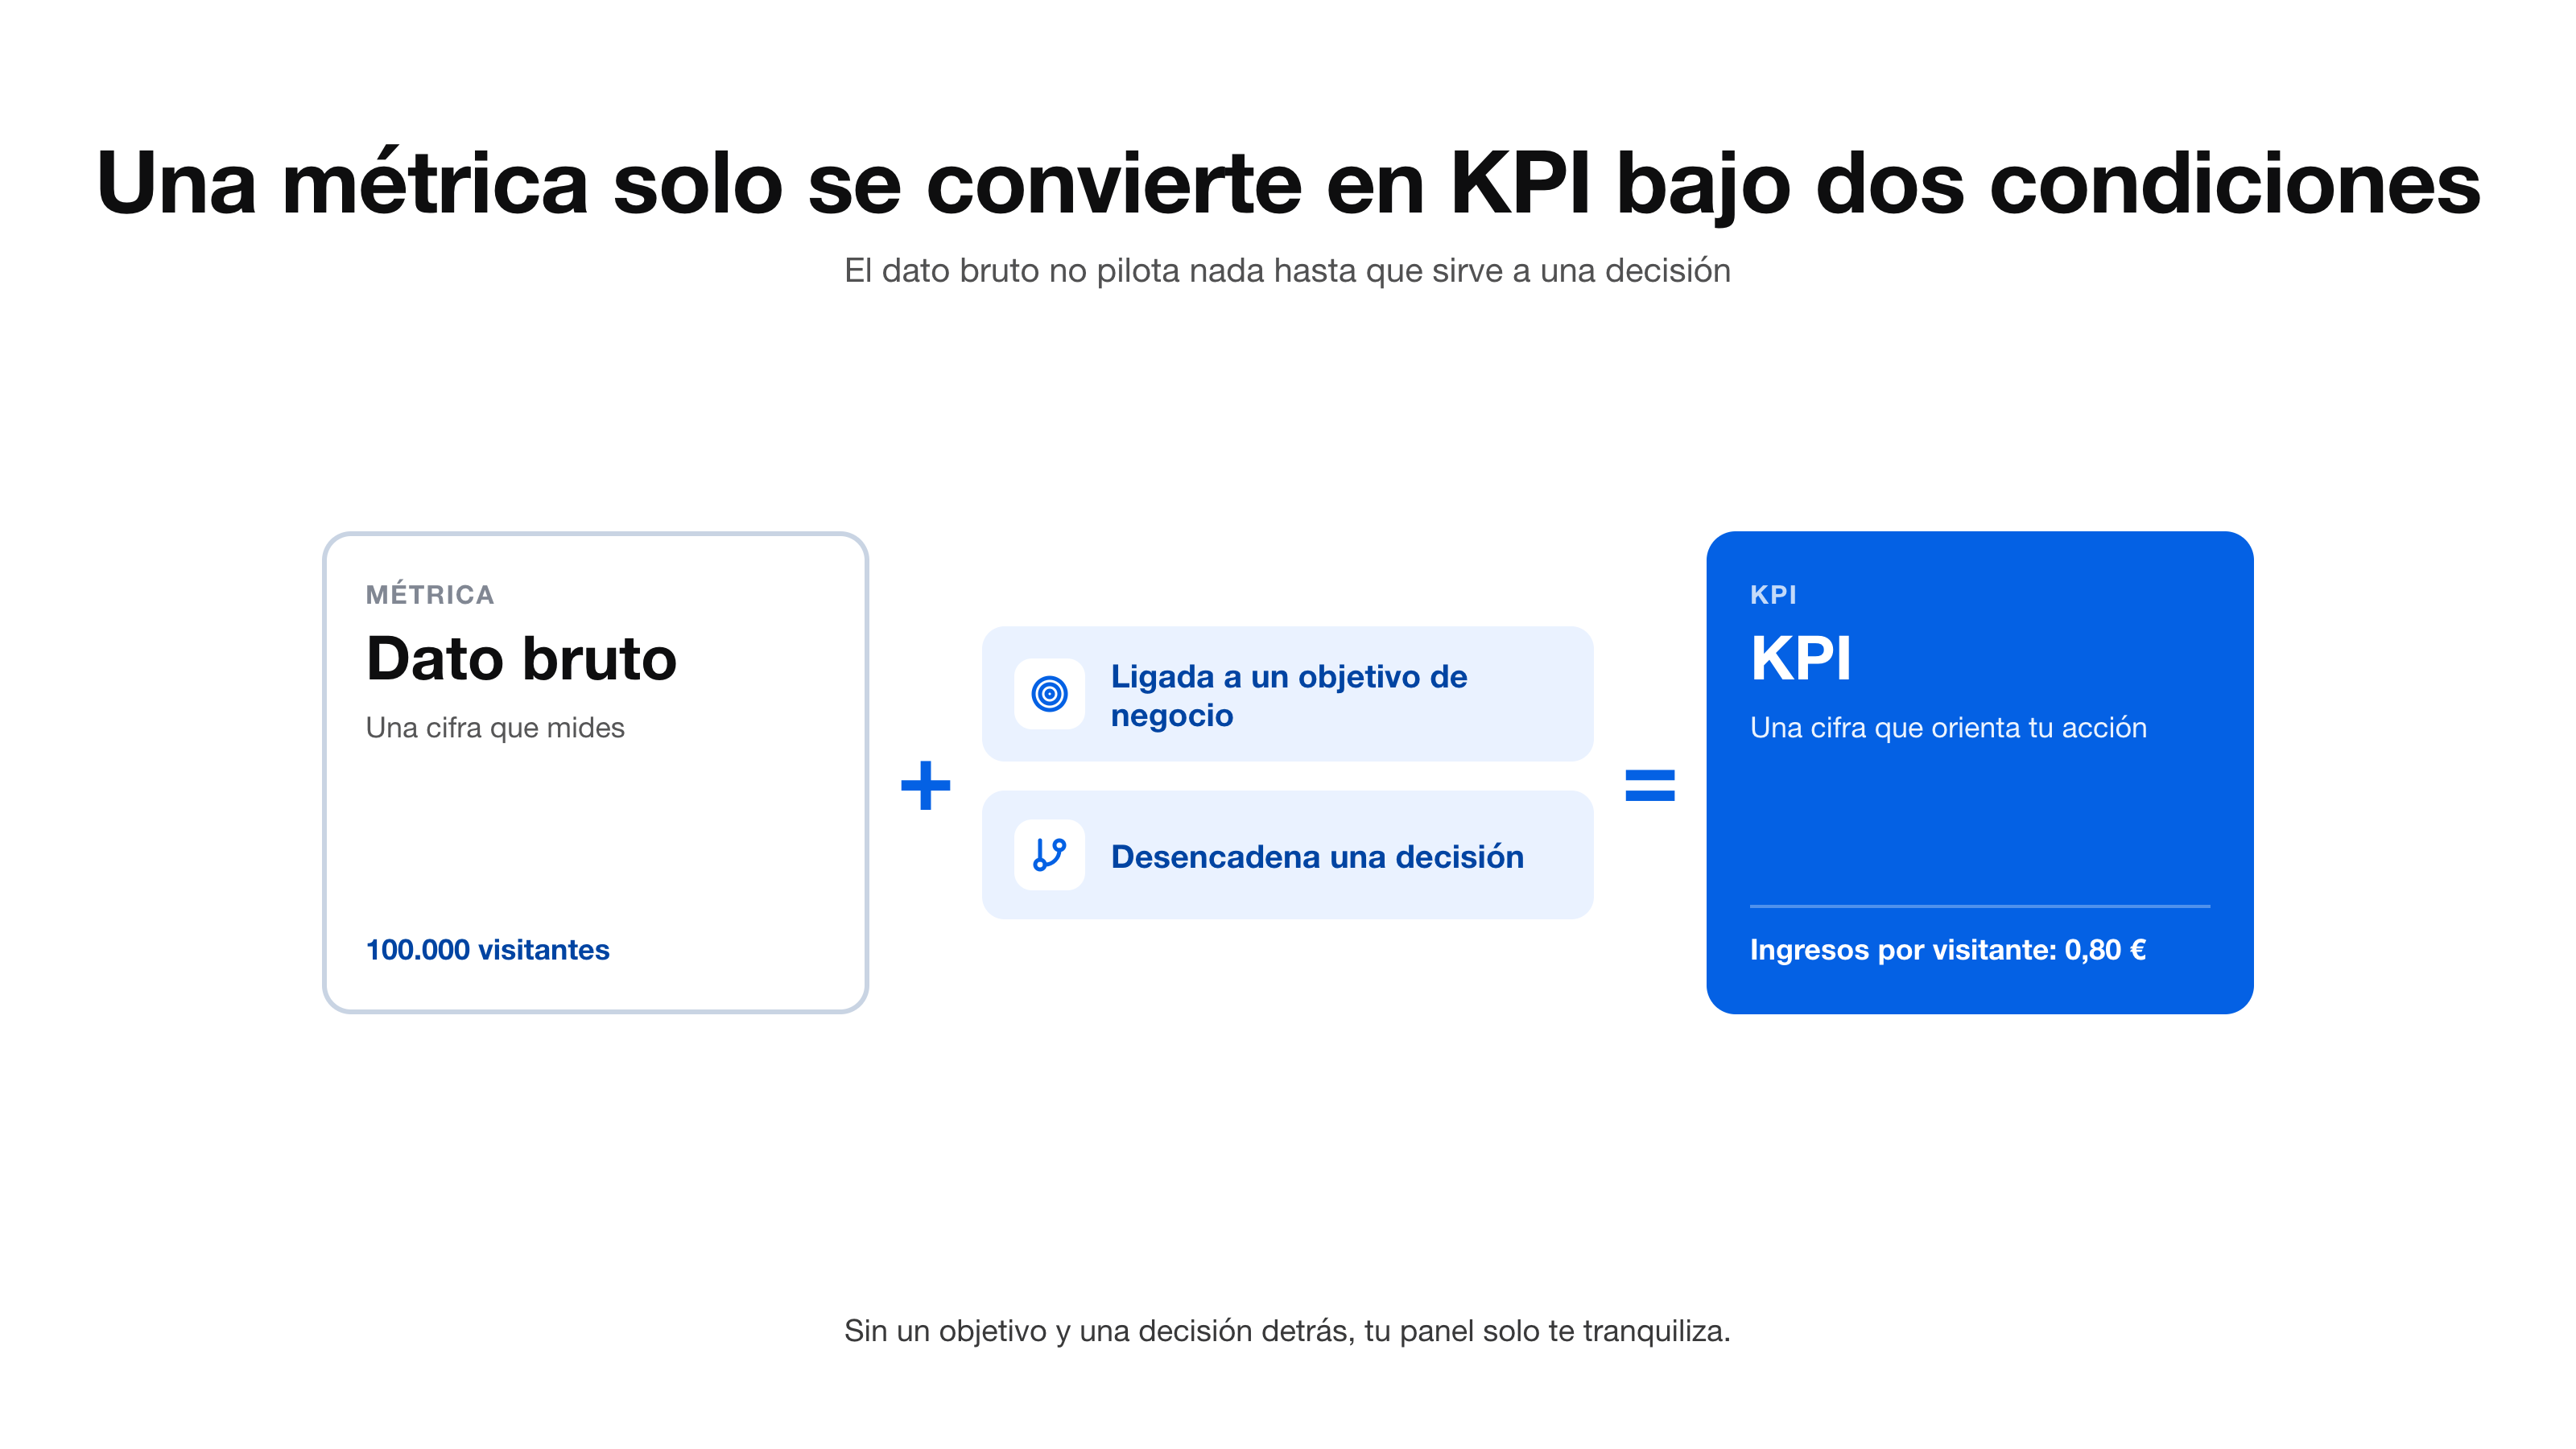 Una métrica solo se convierte en KPI bajo dos condiciones
El dato bruto no pilota nada hasta que sirve a una decisión
MÉTRICA
Dato bruto
Una cifra que mides
100.000 visitantes
+
Ligada a un objetivo de
negocio
Desencadena una decisión
=
KPI
KPI
Una cifra que orienta tu acción
Ingresos por visitante: 0,80 €
Sin un objetivo y una decisión detrás, tu panel solo te tranquiliza.